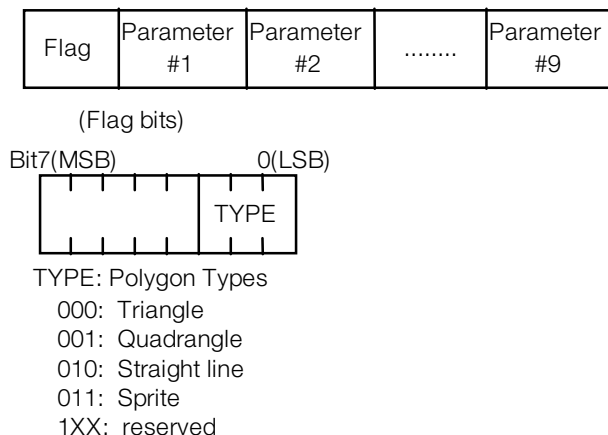 Flag Parameter #1 Parameter #2 ........ Parameter #9
(Flag bits)
Bit7(MSB) 0(LSB)
TYPE
TYPE: Polygon Types
000: Triangle
001: Quadrangle
010: Straight line
011: Sprite
1XX: reserved